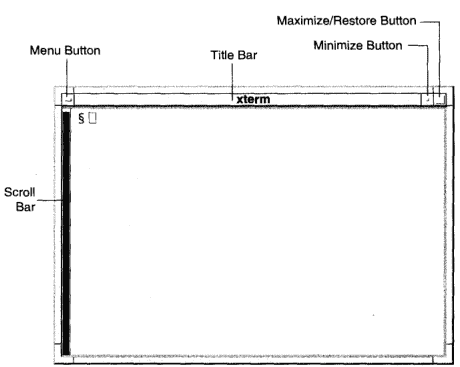 Maximize/Restore Button
Minimize Button
Menu Button
Title Bar
xterm
§
Scroll
Bar